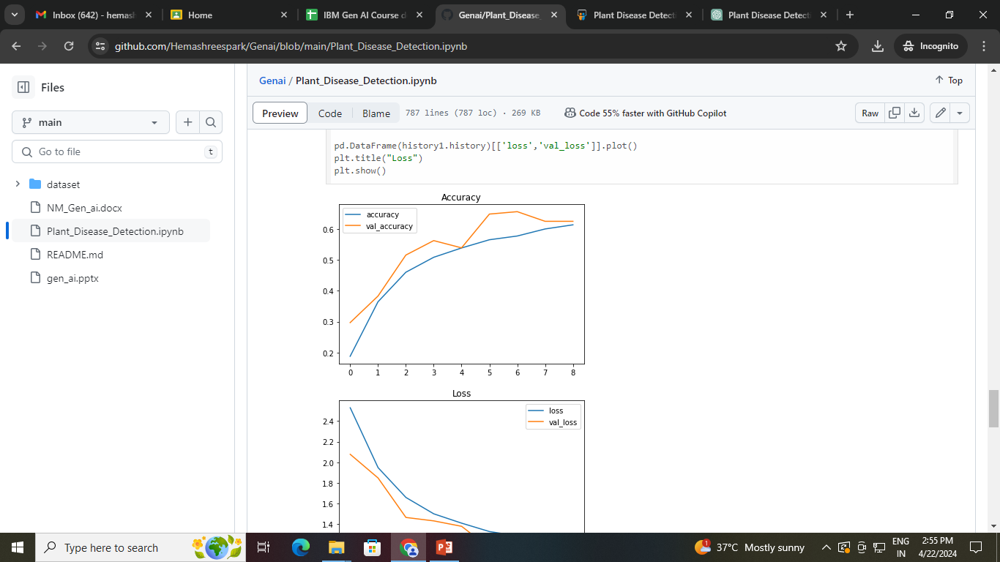 Inbox (642) - hemash
Home
IBM Gen AI Course d
Genai/Plant_Disease_
Plant Disease Detect
Plant Disease Detect
github.com/Hemashreespark/Genai/blob/main/Plant_Disease_Detection.ipynb
Incognito
Files
Genai / Plant_Disease_Detection.ipynb
Top
main
Preview
Code
Blame
787 lines (787 loc) · 269 KB
Code 55% faster with GitHub Copilot
Raw
Go to file
t
dataset
NM_Gen_ai.docx
Plant_Disease_Detection.ipynb
README.md
gen_ai.pptx
pd.DataFrame(history1.history)[['loss','val_loss']].plot()
plt.title("Loss")
plt.show()
Accuracy
accuracy
val_accuracy
0.6
0.5
0.4
0.3
0.2
0 1 2 3 4 5 6 7 8
Loss
loss
val_loss
2.4
2.2
2.0
1.8
1.6
1.4
Type here to search
1
37°C Mostly sunny
ENG
IN
2:55 PM
4/22/2024